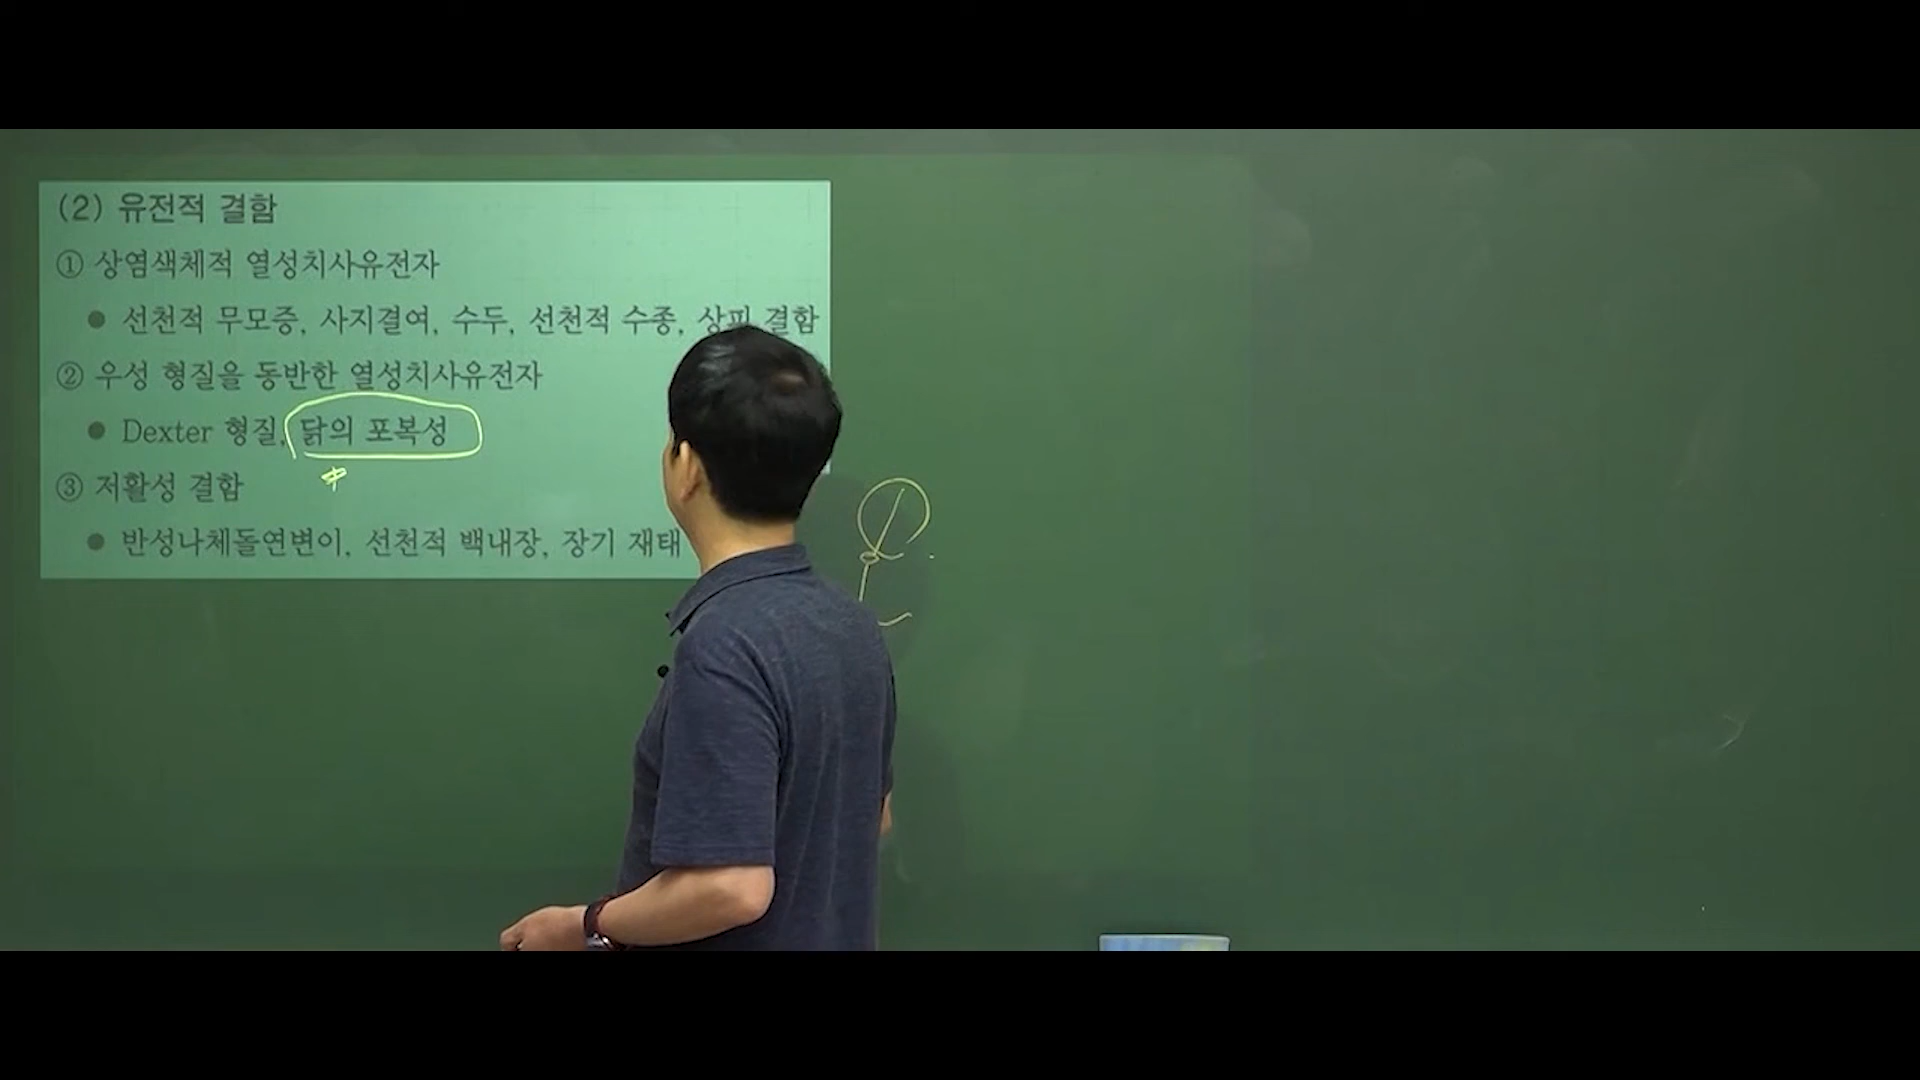 (2) 유전적 결함
① 상염색체적 열성치사유전자
● 선천적 무모증, 사지결여, 수두, 선천적 수종, 상피 결함
② 우성 형질을 동반한 열성치사유전자
● Dexter 형질, 닭의 포복성
③ 저활성 결함
● 반성나체돌연변이, 선천적 백내장, 장기 재태